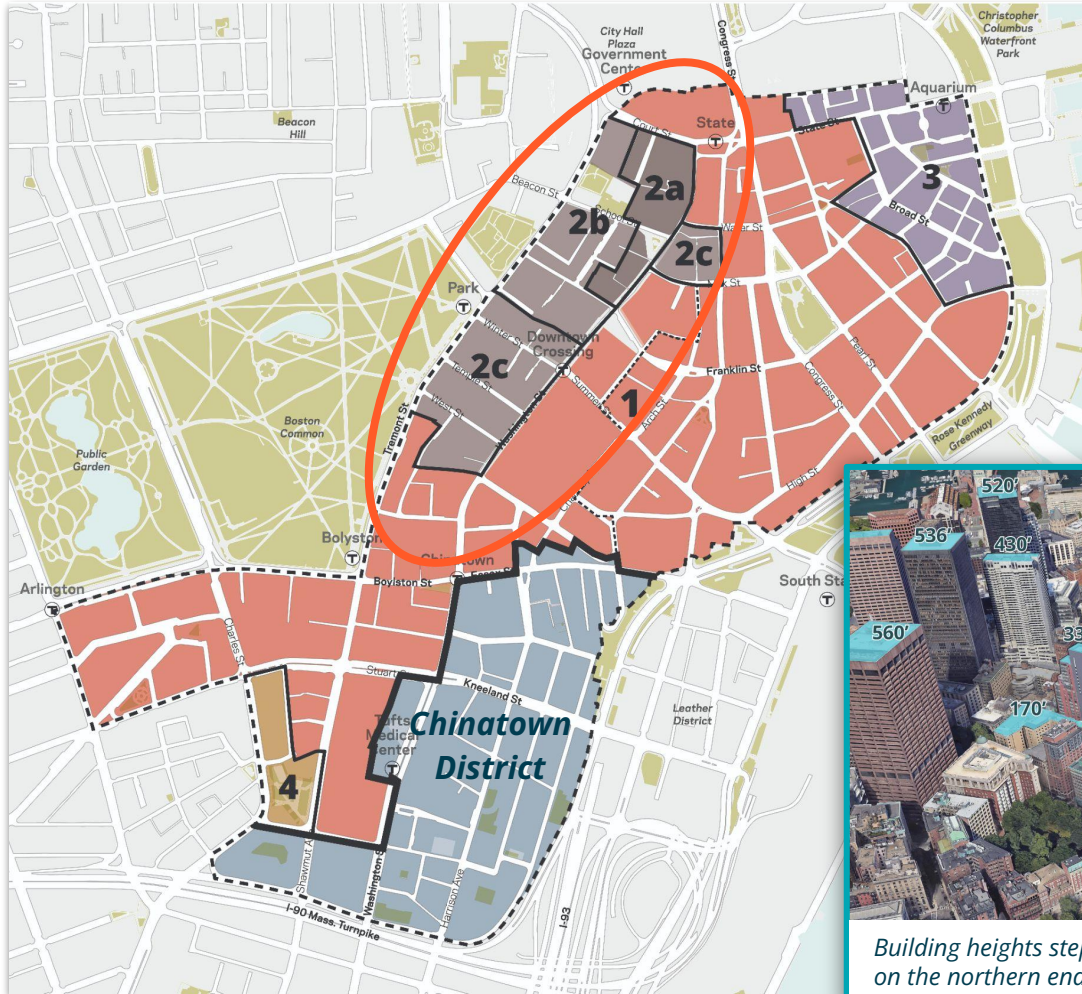 City Hall
Plaza
Government
Center
Congress St
Christopher
Columbus
Waterfront
Park
Aquarium
Beacon
Hill
State
Court St
State St
Beacon St
2a
3
School St
2b
Broad St
Water St
2c
Milk St
Park
Winter St
Downtown
Crossing
2c
Temple St
Franklin St
Pearl St
Congress St
Summer St
1
West St
Washington St
Arch St
Boston
Common
Tremont St
Public
Garden
Rose Kennedy
Greenway
High St
Bolyston
Chinatown
Essex St
Boylston St
South Sta
Arlington
Charles St
Stuart St
Kneeland St
Leather
District
Tufts
Medical
Center
Chinatown
District
4
Shawmut A
Washington S
Harrison Ave
I-90 Mass. Turnpike
I-93
520'
536'
430'
560'
33
170'
Building heights step
on the northern end